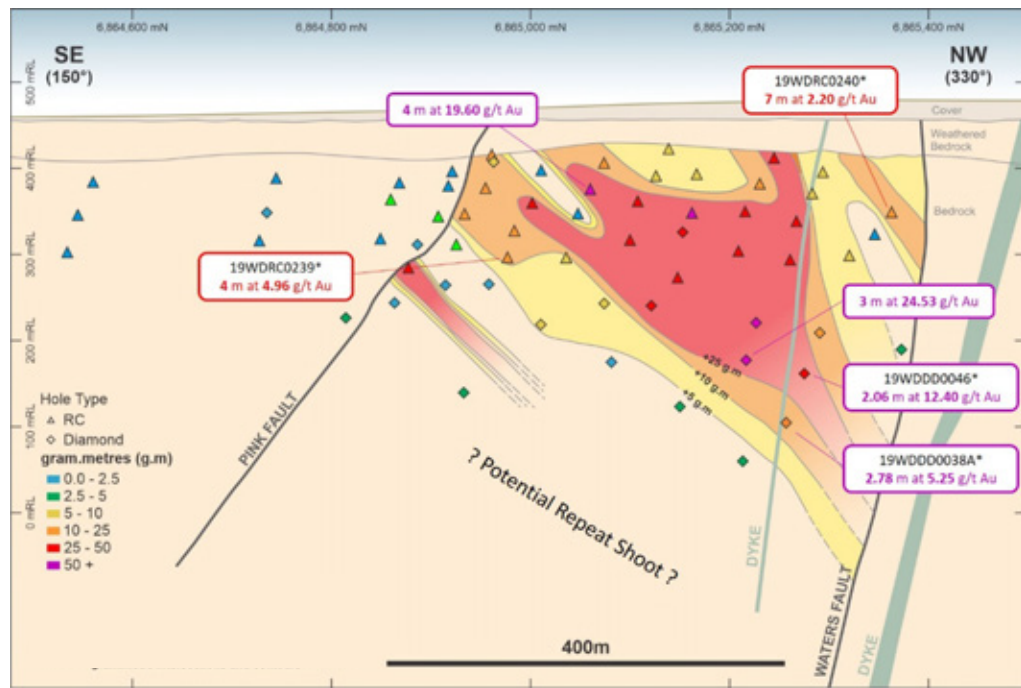 6,864,600 mN
6,864,800 mN
6,865,000 mN
6,865,200 mN
6,865,400 mN
SE
(150°)
NW
(330°)
500 mRL
400 mRL
300 mRL
200 mRL
100 mRL
0 mRL
19WDRC0240*
7 m at 2.20 g/t Au
4 m at 19.60 g/t Au
Cover
Weathered
Bedrock
Bedrock
19WDRC0239*
4 m at 4.96 g/t Au
3 m at 24.53 g/t Au
19WDDD0046*
2.06 m at 12.40 g/t Au
19WDDD0038A*
2.78 m at 5.25 g/t Au
+25 g.m
+10 g.m
+5 g.m
Hole Type
RC
Diamond
gram.metres (g.m)
0.0 - 2.5
2.5 - 5
5 - 10
10 - 25
25 - 50
50 +
PINK FAULT
? Potential Repeat Shoot ?
DYKE
WATERS FAULT
DYKE
400m